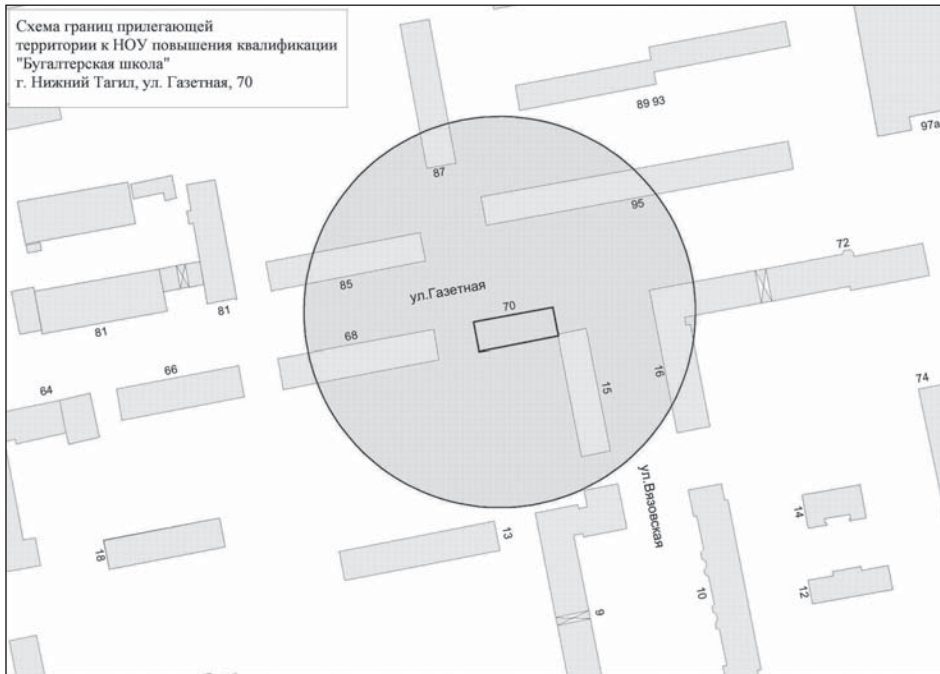 Схема границ прилегающей
территории к НОУ повышения квалификации
"Бугалтерская школа"
г. Нижний Тагил, ул. Газетная, 70
89 93
97а
87
95
72
85
ул.Газетная
81
81
70
68
66
64
16
15
74
ул.Вязовская
14
13
18
12
10
9